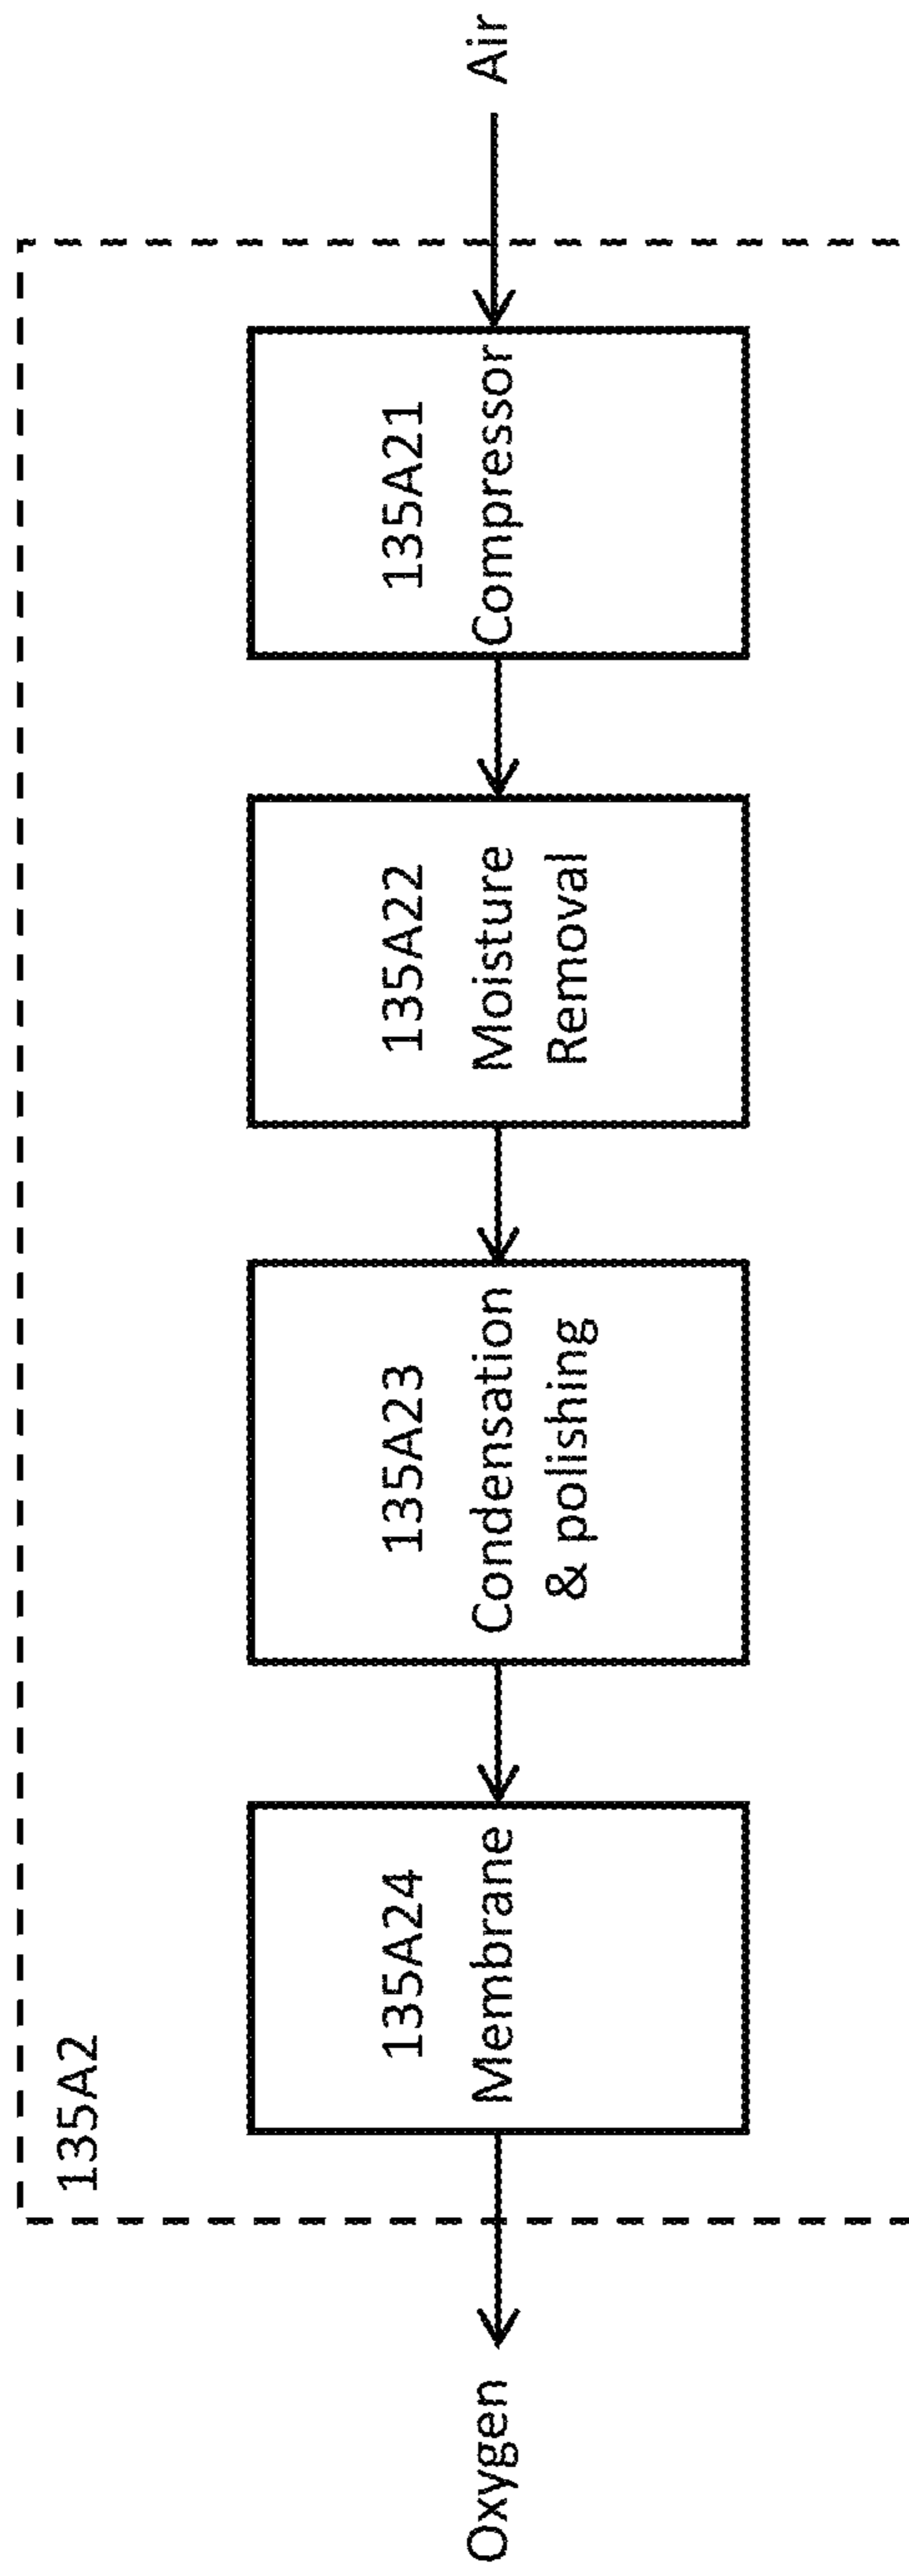 135A2
Oxygen
135A24
Membrane
135A23
Condensation
& polishing
135A22
Moisture
Removal
135A21
Compressor
Air